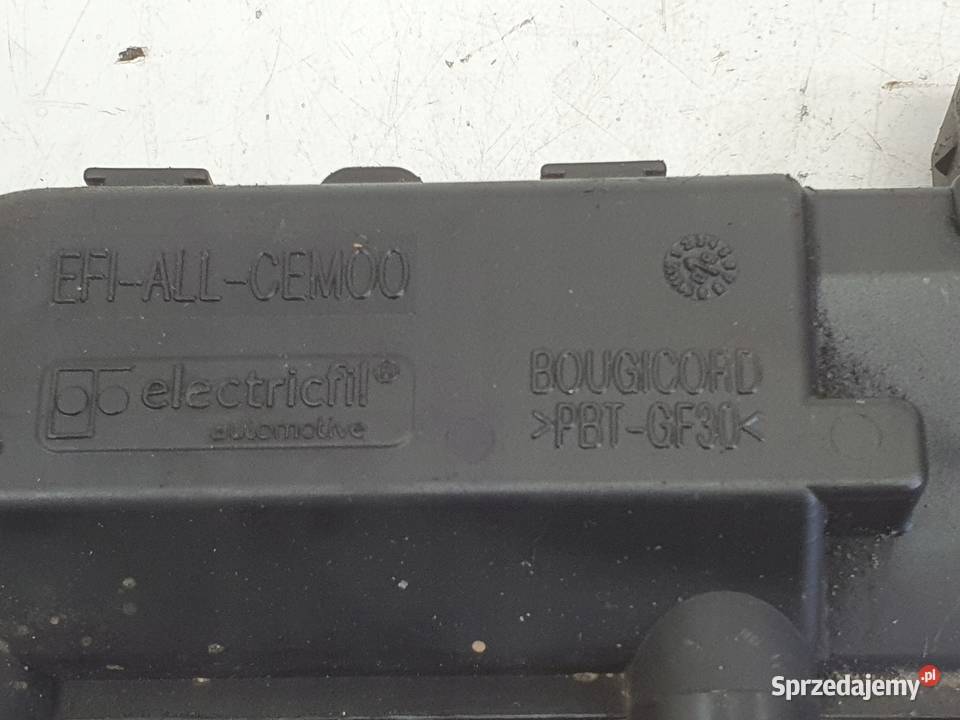 EFI-ALL-CEM00
electricfil®
automotive
BOUGICORD
>PBT-GF30<
Sprzedajemy.pl